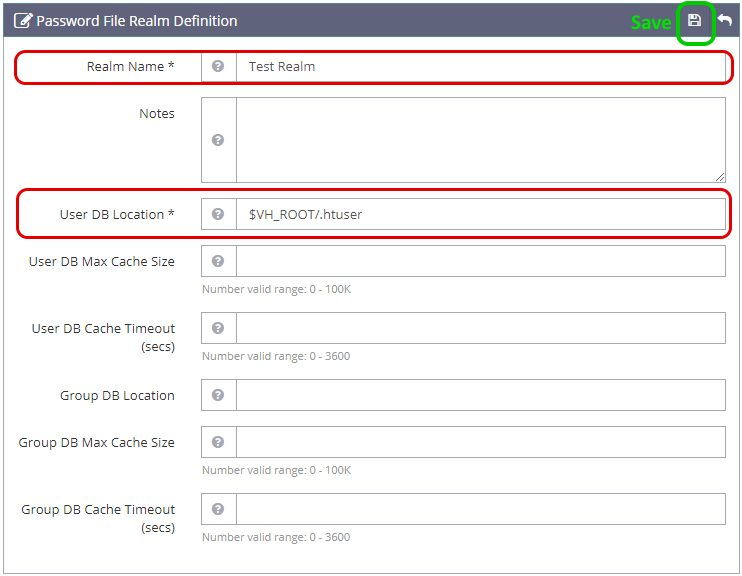 Password File Realm Definition Save
Realm Name * ? Test Realm
Notes ?
User DB Location * ? $VH_ROOT/.htuser
User DB Max Cache Size ?
Number valid range: 0 - 100K
User DB Cache Timeout ?
(secs)
Number valid range: 0 - 3600
Group DB Location ?
Group DB Max Cache Size ?
Number valid range: 0 - 100K
Group DB Cache Timeout ?
(secs)
Number valid range: 0 - 3600